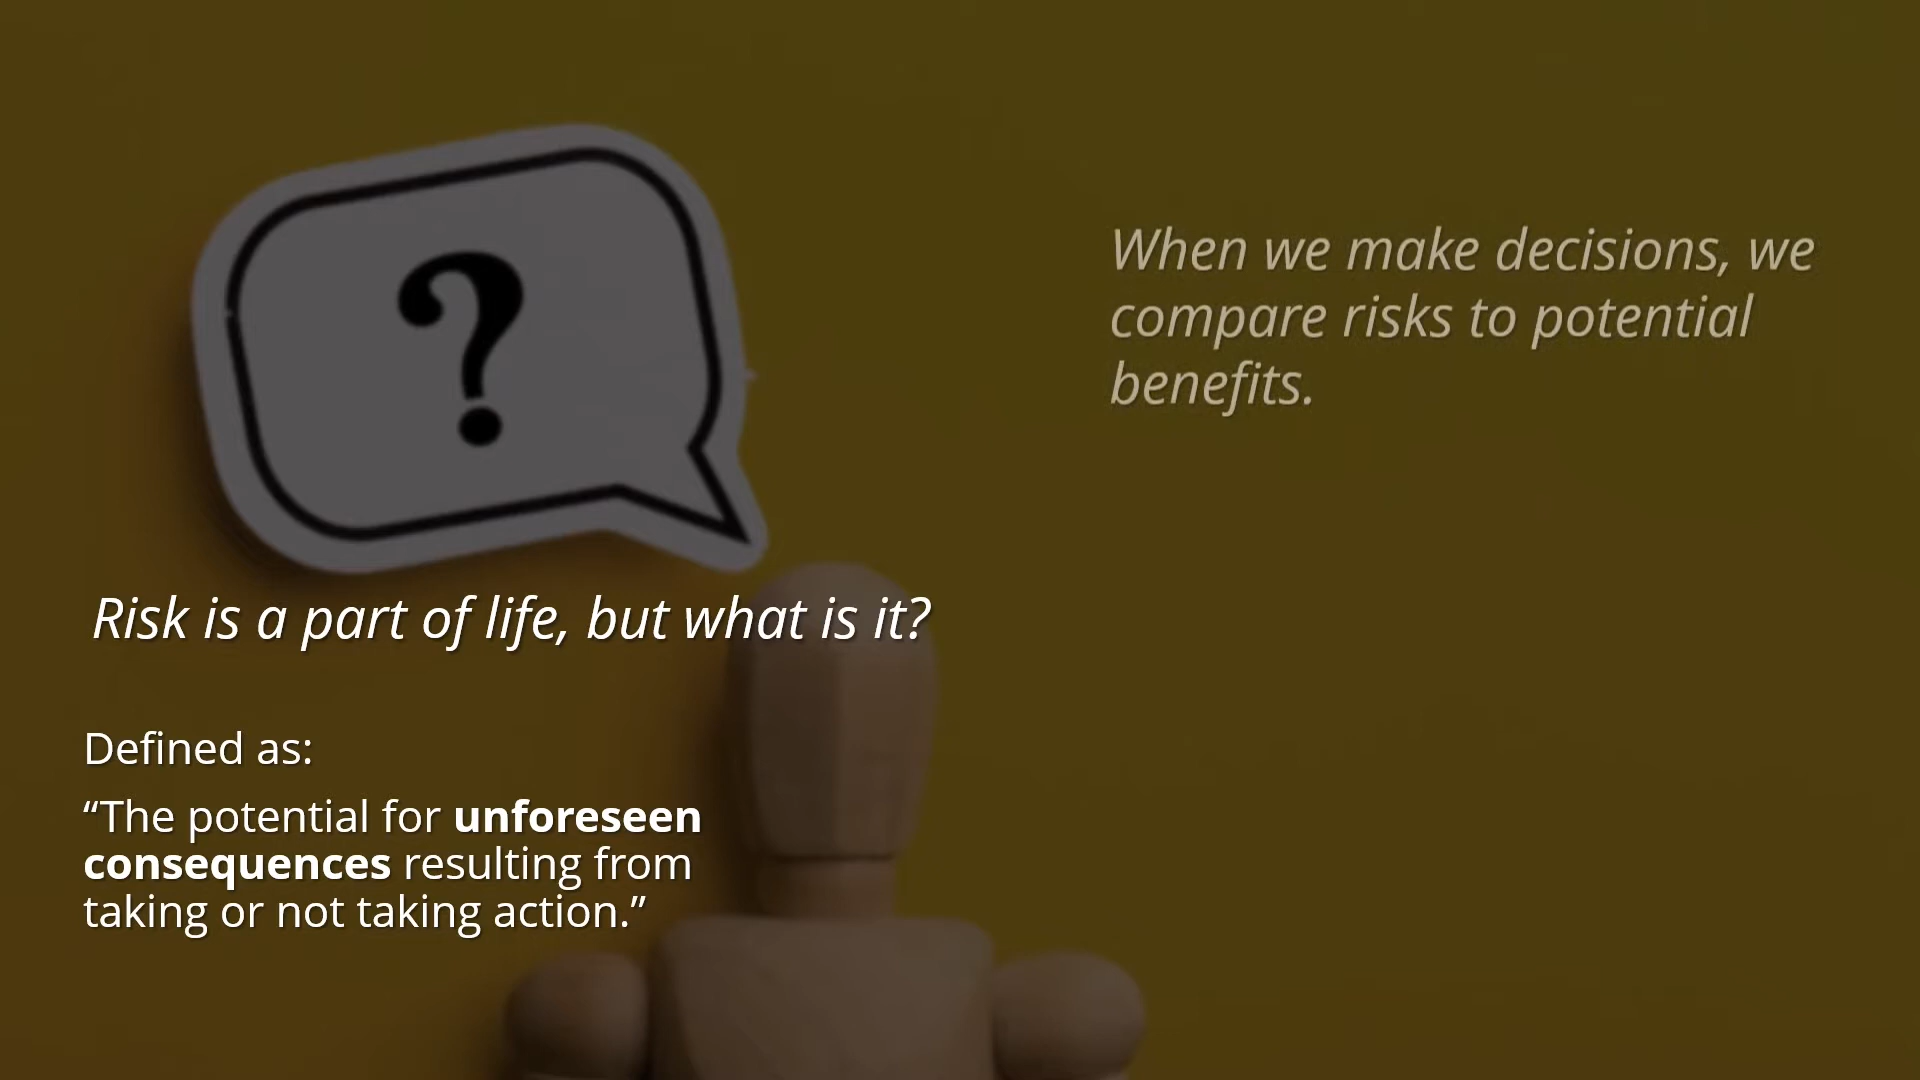 ?
Risk is a part of life, but what is it?
Defined as:
“The potential for unforeseen
consequences resulting from
taking or not taking action.”
When we make decisions, we
compare risks to potential
benefits.